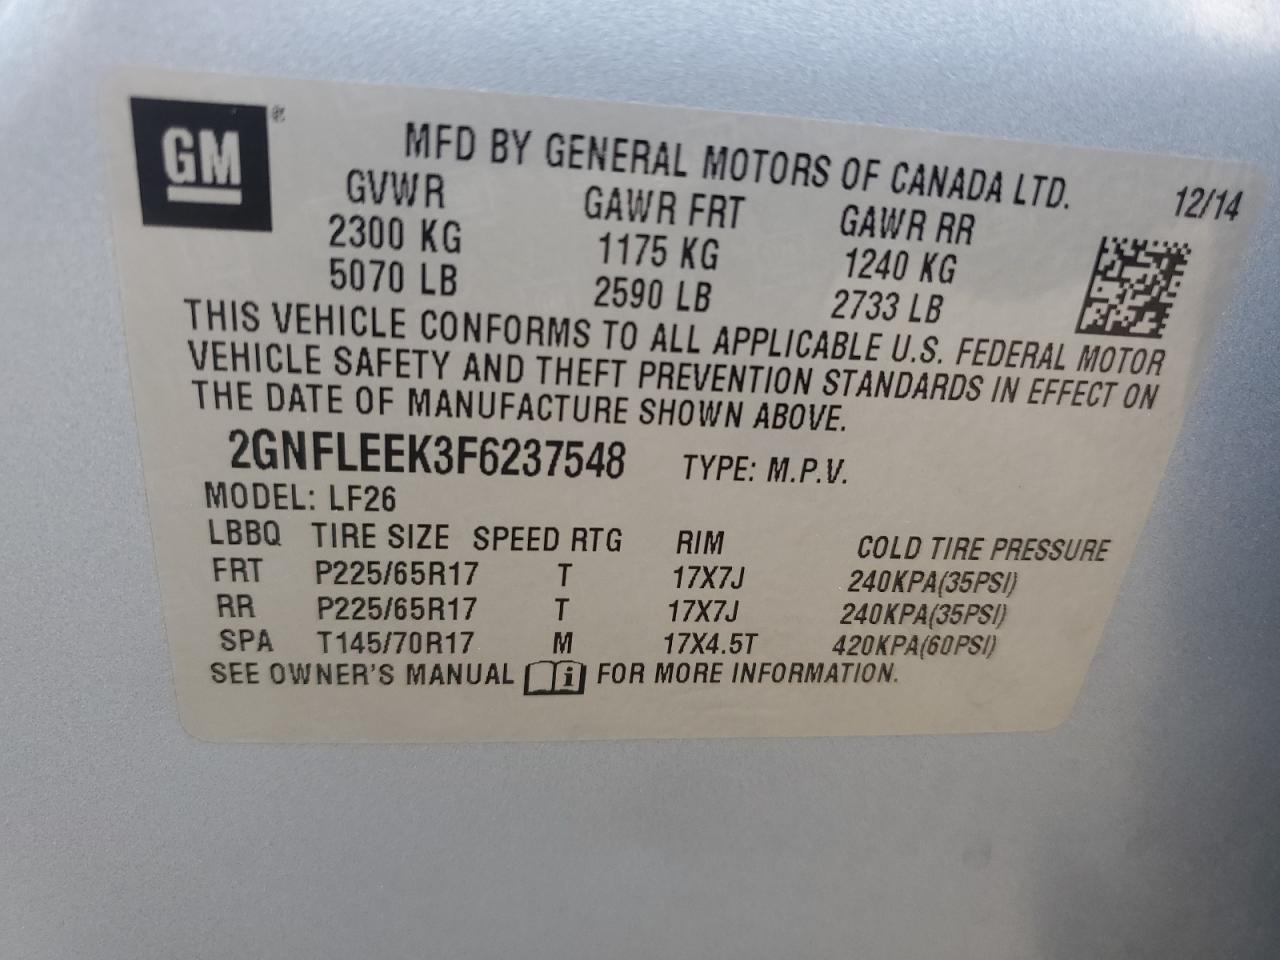 GM ®
MFD BY GENERAL MOTORS OF CANADA LTD. 12/14
GVWR GAWR FRT GAWR RR
2300 KG 1175 KG 1240 KG
5070 LB 2590 LB 2733 LB
THIS VEHICLE CONFORMS TO ALL APPLICABLE U.S. FEDERAL MOTOR
VEHICLE SAFETY AND THEFT PREVENTION STANDARDS IN EFFECT ON
THE DATE OF MANUFACTURE SHOWN ABOVE.
2GNFLEEK3F6237548 TYPE: M.P.V.
MODEL: LF26
LBBQ TIRE SIZE SPEED RTG RIM COLD TIRE PRESSURE
FRT P225/65R17 T 17X7J 240KPA(35PSI)
RR P225/65R17 T 17X7J 240KPA(35PSI)
SPA T145/70R17 M 17X4.5T 420KPA(60PSI)
SEE OWNER'S MANUAL i FOR MORE INFORMATION.